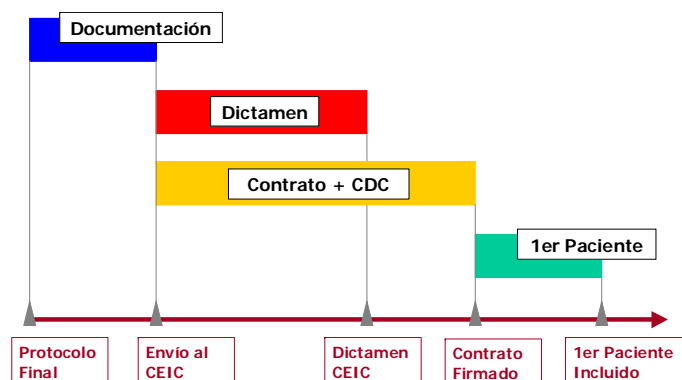 Documentación
Dictamen
Contrato + CDC
1er Paciente
Protocolo
Final
Envío al
CEIC
Dictamen
CEIC
Contrato
Firmado
1er Paciente
Incluido